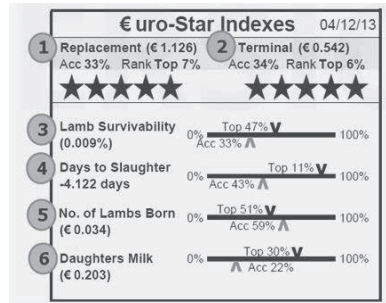 € uro-Star Indexes 04/12/13
1 Replacement (€ 1.126) 2 Terminal (€ 0.542)
Acc 33% Rank Top 7% Acc 34% Rank Top 6%
3 Lamb Survivability (0.009%)
0% Top 47% 100%
Acc 33%
4 Days to Slaughter -4.122 days
0% Top 11% 100%
Acc 43%
5 No. of Lambs Born (€ 0.034)
0% Top 51% 100%
Acc 59%
6 Daughters Milk (€ 0.203)
0% Top 30% 100%
Acc 22%